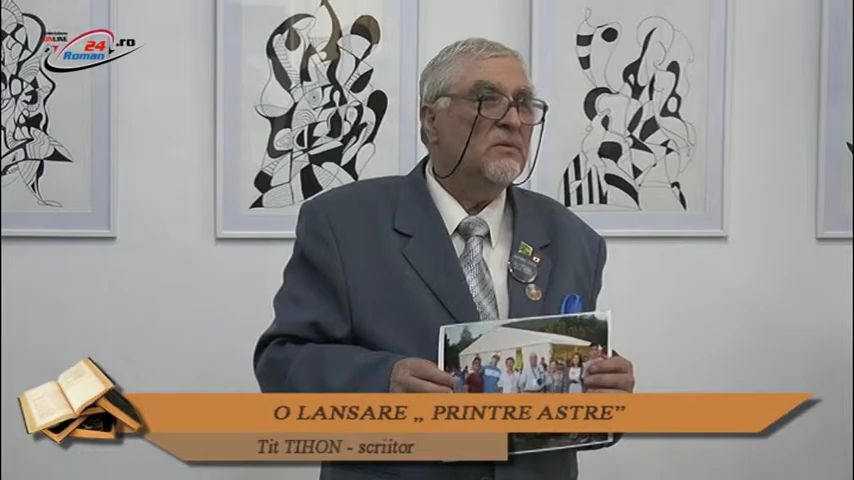 24
Roman
.ro
O LANSARE „ PRINTRE ASTRE”
Tit TIHON - scriitor